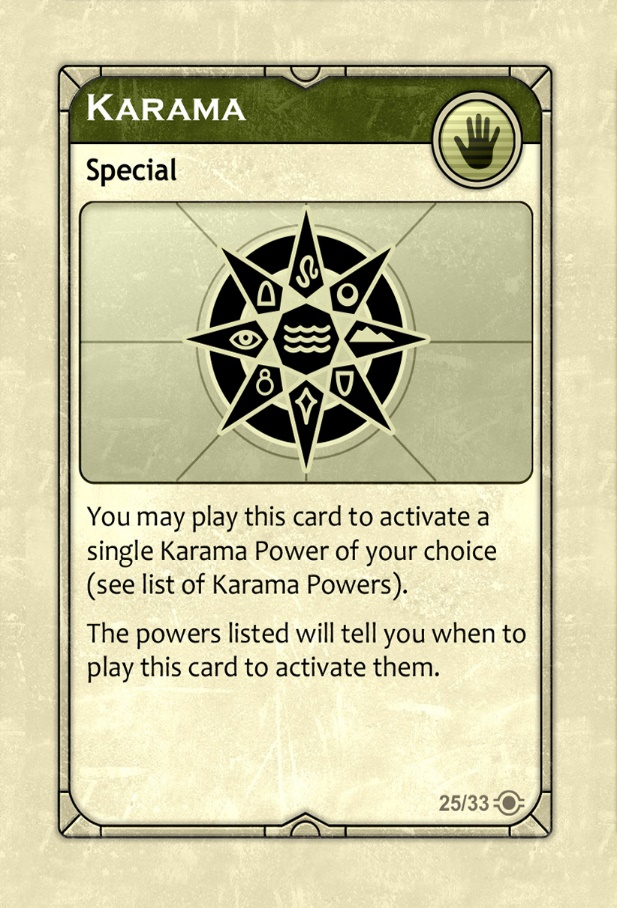 Karama
Special
You may play this card to activate a
single Karama Power of your choice
(see list of Karama Powers).
The powers listed will tell you when to
play this card to activate them.
25/33